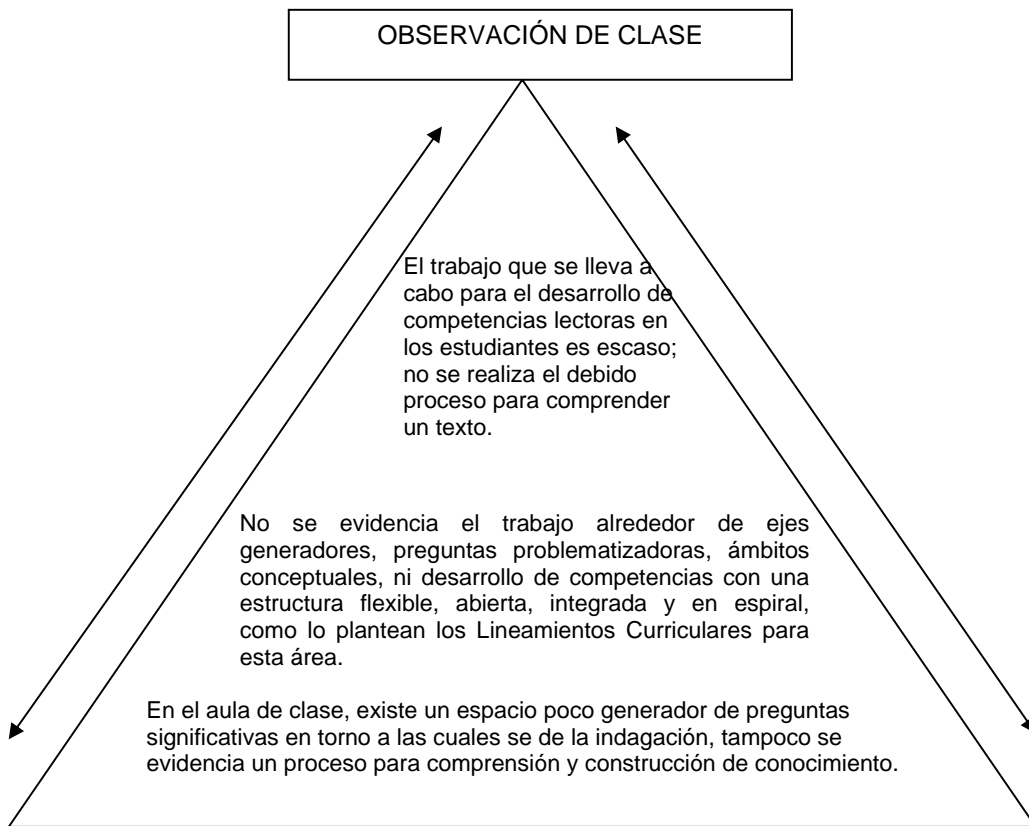 OBSERVACIÓN DE CLASE
El trabajo que se lleva a
cabo para el desarrollo de
competencias lectoras en
los estudiantes es escaso;
no se realiza el debido
proceso para comprender
un texto.
No se evidencia el trabajo alrededor de ejes
generadores, preguntas problematizadoras, ámbitos
conceptuales, ni desarrollo de competencias con una
estructura flexible, abierta, integrada y en espiral,
como lo plantean los Lineamientos Curriculares para
esta área.
En el aula de clase, existe un espacio poco generador de preguntas
significativas en torno a las cuales se de la indagación, tampoco se
evidencia un proceso para comprensión y construcción de conocimiento.